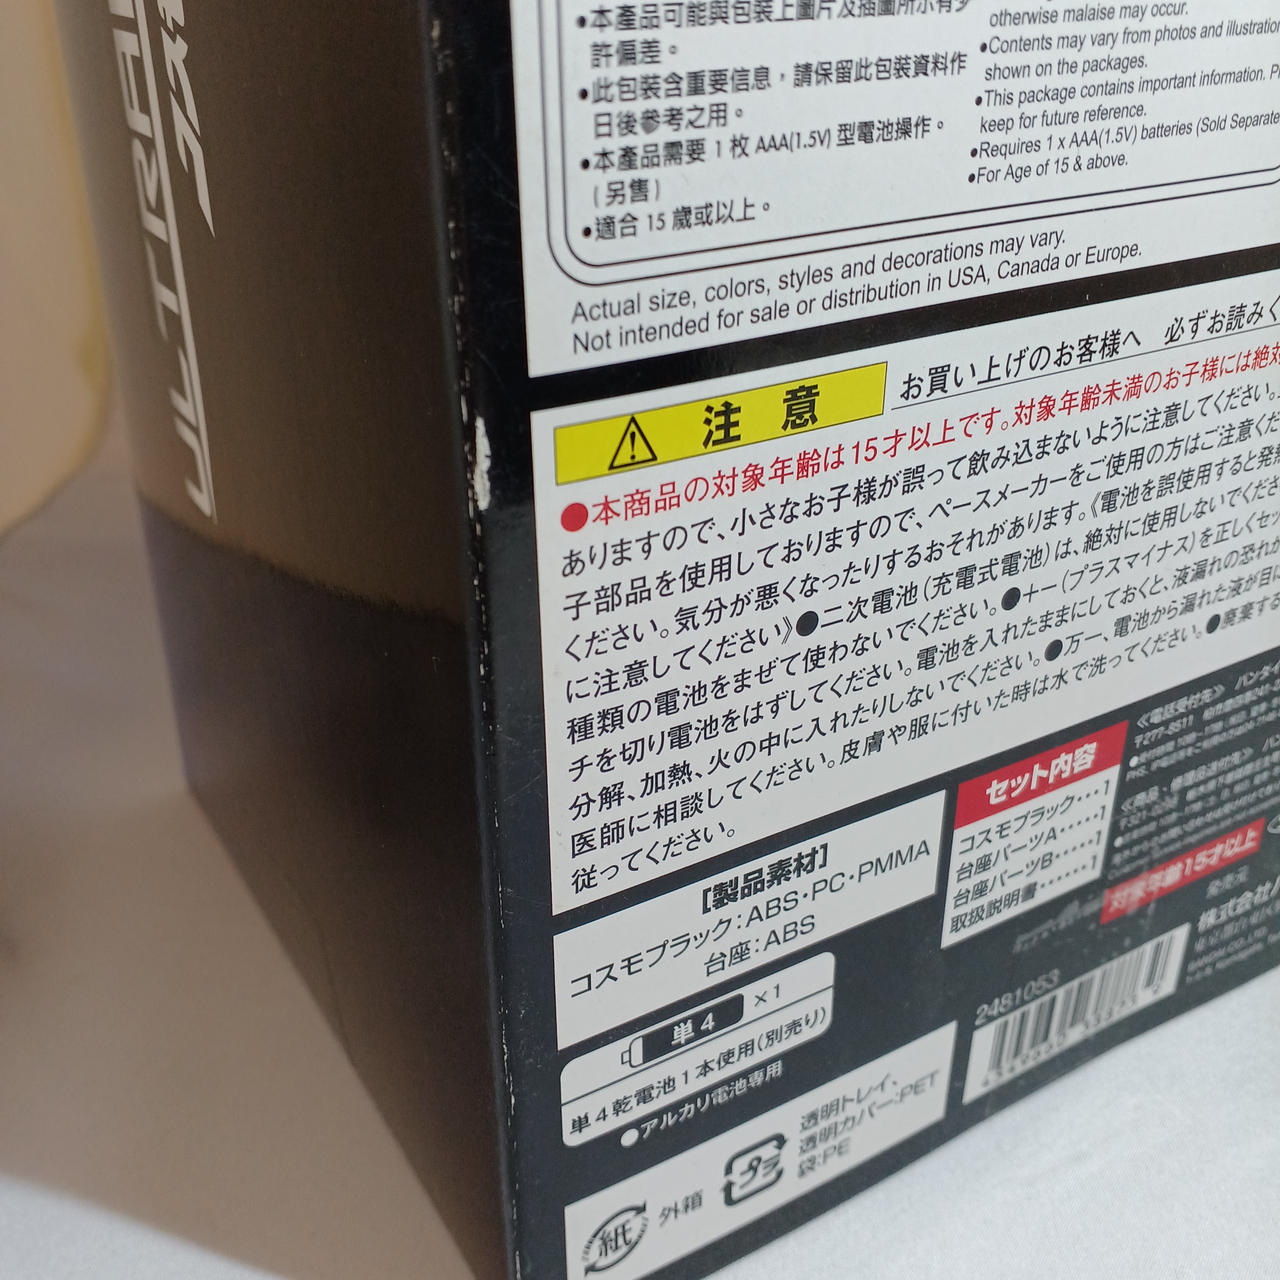 ULTRA
•本產品可能與包裝上圖片及插圖所示有多
許偏差。
•此包裝含重要信息，請保留此包裝資料作
日後參考之用。
•本產品需要 1 枚 AAA(1.5V) 型電池操作。
(另售)
•適合 15 歲或以上。
otherwise malaise may occur.
•Contents may vary from photos and illustration
shown on the packages.
•This package contains important information.
keep for future reference.
•Requires 1 x AAA(1.5V) batteries (Sold Separate
•For Age of 15 & above.
Actual size, colors, styles and decorations may vary.
Not intended for sale or distribution in USA, Canada or Europe.
注意
お買い上げのお客様へ 必ずお読みく
●本商品の対象年齢は15才以上です。対象年齢未満のお子様には絶対
ありますので、小さなお子様が誤って飲み込まないように注意してください。
子部品を使用しておりますので、ペースメーカーをご使用の方はご注意くだ
ください。気分が悪くなったりするおそれがあります。《電池を誤使用すると発熱
に注意してください》●二次電池(充電式電池)は、絶対に使用しないでくださ
種類の電池をまぜて使わないでください。●+−(プラスマイナス)を正しくセッ
チを切り電池をはずしてください。電池を入れたままにしておくと、液漏れの恐れが
分解、加熱、火の中に入れたりしないでください。●万一、電池から漏れた液が目に
医師に相談してください。皮膚や服に付いた時は水で洗ってください。●廃棄する
従ってください。
[製品素材]
コスモプラック:ABS・PC・PMMA
台座:ABS
単4 ×1
単4乾電池1本使用(別売り)
●アルカリ電池専用
セット内容
コスモプラック…1
台座パーツA……1
台座パーツB……1
取扱説明書……1
《電話受付先》
〒277-8511
対象年齢15才以上
発売元
株式会社
2481053
紙
外箱
プラ
透明トレイ、
透明カバー:PET
袋:PE